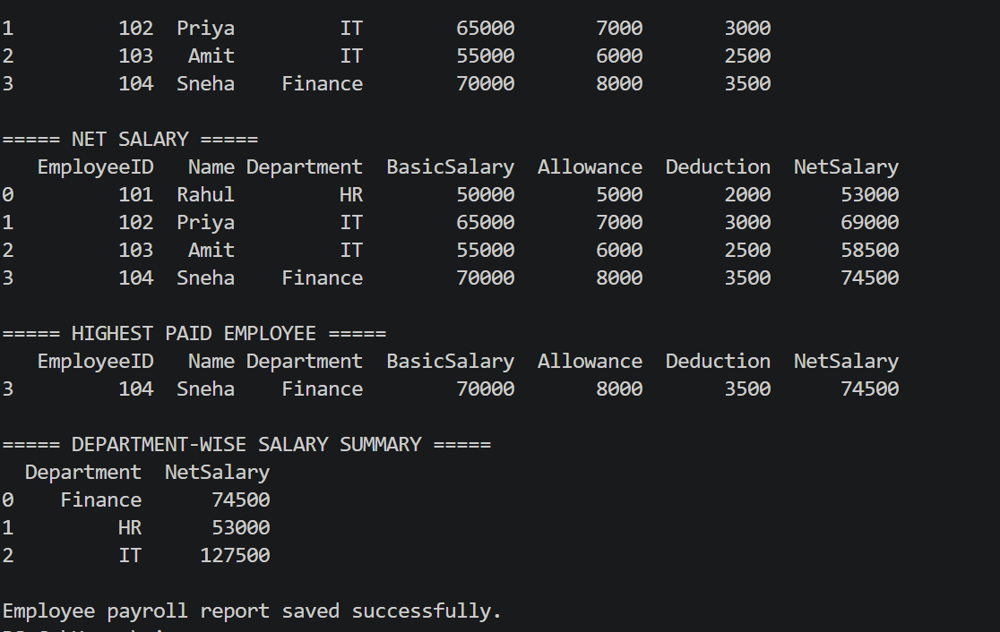 1         102  Priya         IT        65000       7000       3000
2         103   Amit         IT        55000       6000       2500
3         104  Sneha    Finance        70000       8000       3500
===== NET SALARY =====
   EmployeeID   Name Department  BasicSalary  Allowance  Deduction  NetSalary
0         101  Rahul         HR        50000       5000       2000      53000
1         102  Priya         IT        65000       7000       3000      69000
2         103   Amit         IT        55000       6000       2500      58500
3         104  Sneha    Finance        70000       8000       3500      74500
===== HIGHEST PAID EMPLOYEE =====
   EmployeeID   Name Department  BasicSalary  Allowance  Deduction  NetSalary
3         104  Sneha    Finance        70000       8000       3500      74500
===== DEPARTMENT-WISE SALARY SUMMARY =====
  Department  NetSalary
0    Finance      74500
1         HR      53000
2         IT     127500
Employee payroll report saved successfully.